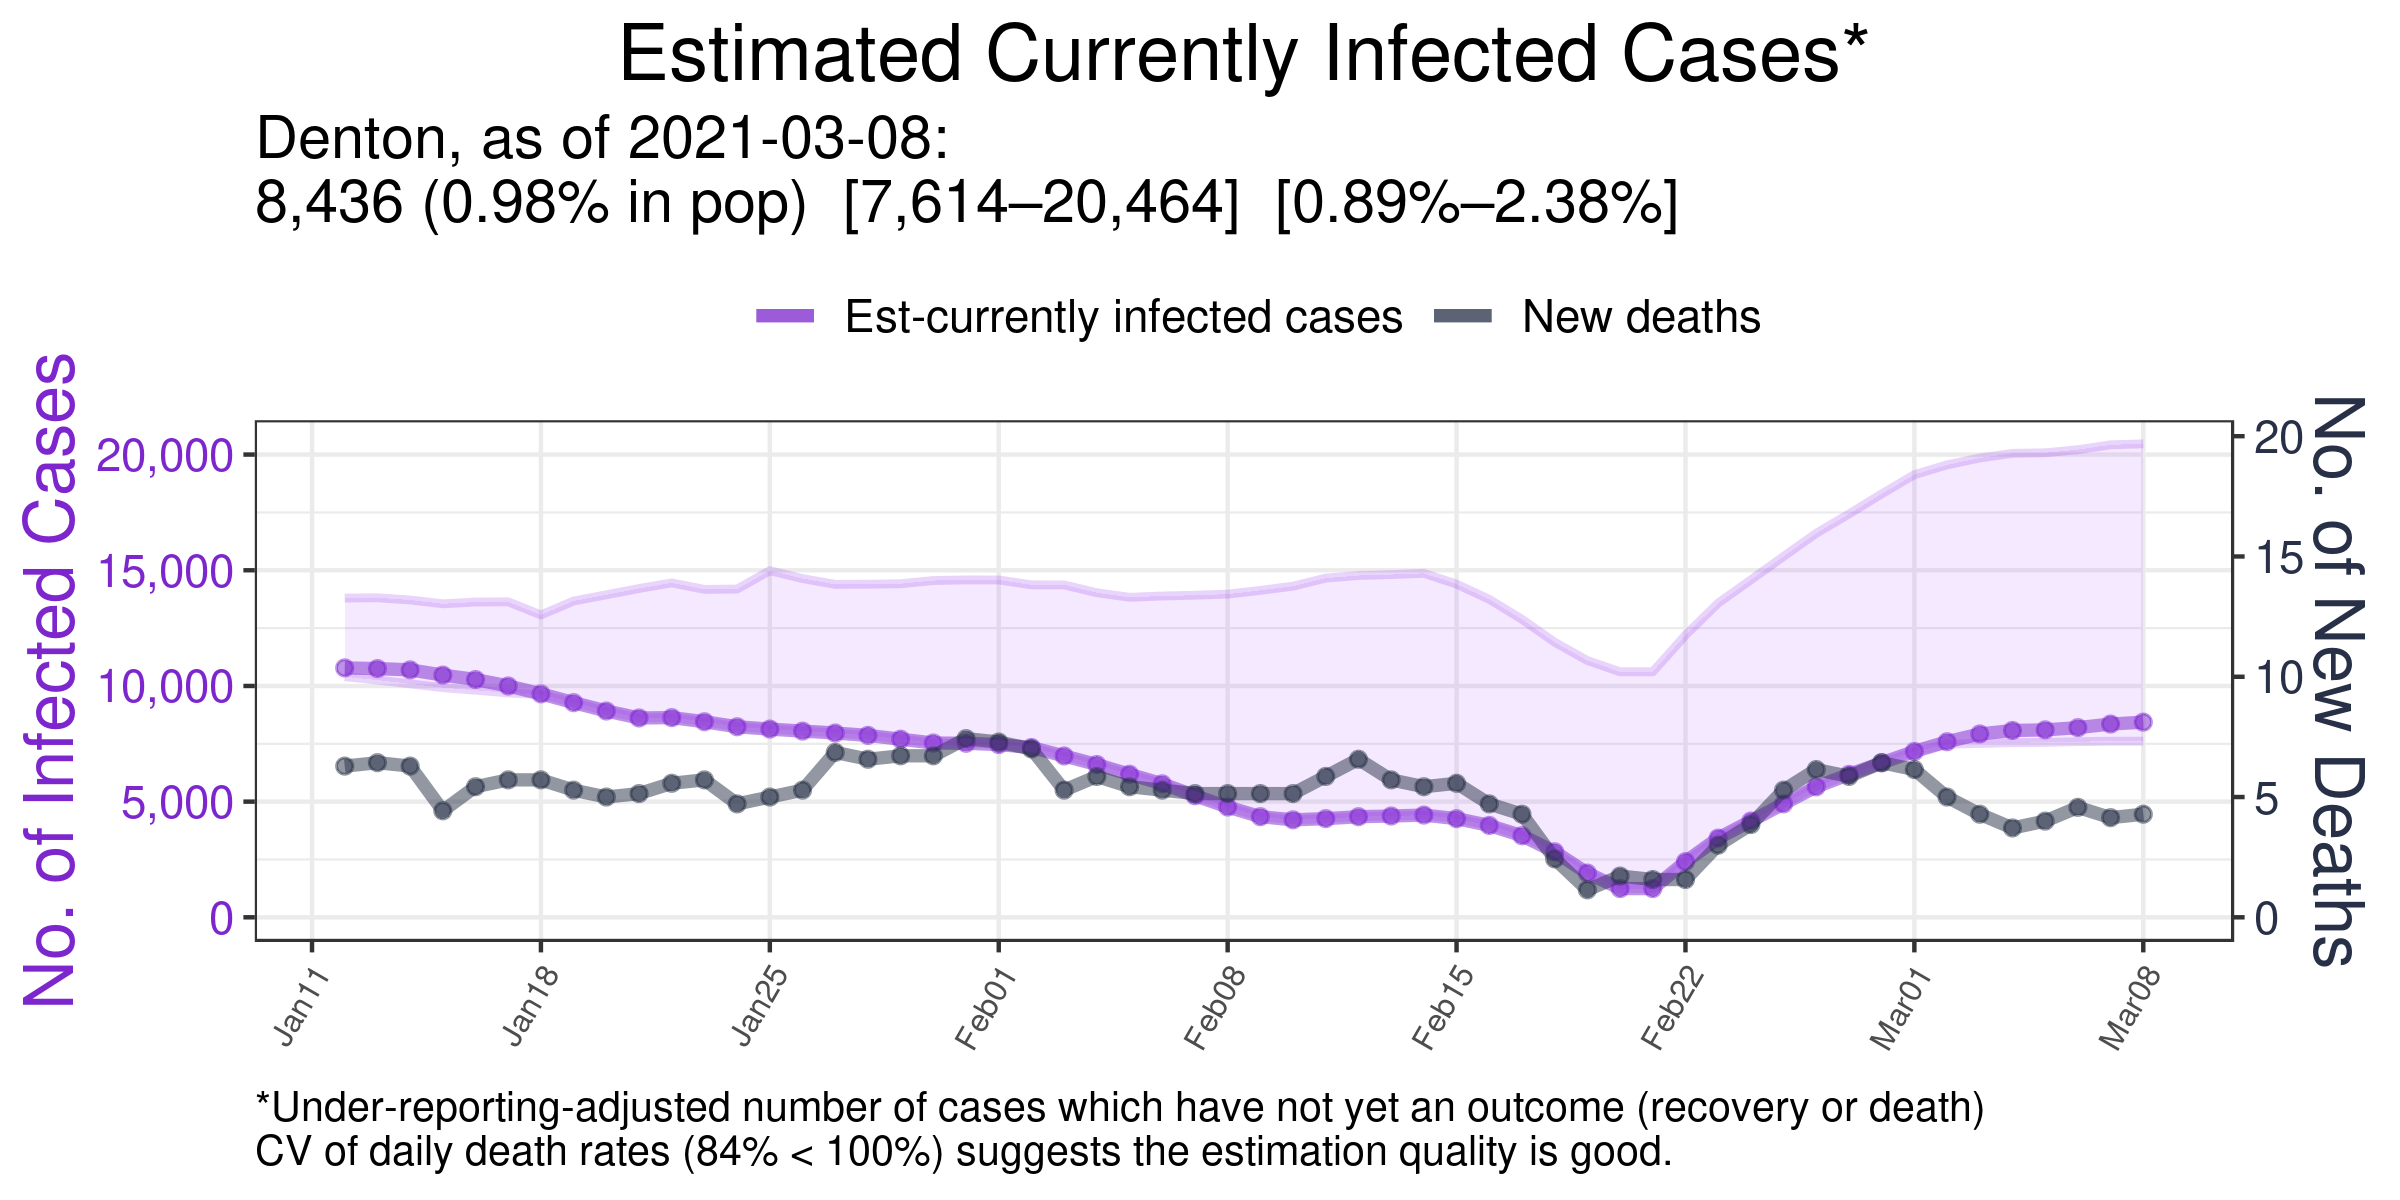 Estimated Currently Infected Cases*
Denton, as of 2021-03-08:
8,436 (0.98% in pop)  [7,614–20,464]  [0.89%–2.38%]
Est-currently infected cases
New deaths
No. of Infected Cases
20,000
15,000
10,000
5,000
0
20
15
10
5
0
No. of New Deaths
Jan11
Jan18
Jan25
Feb01
Feb08
Feb15
Feb22
Mar01
Mar08
*Under-reporting-adjusted number of cases which have not yet an outcome (recovery or death)
CV of daily death rates (84% < 100%) suggests the estimation quality is good.